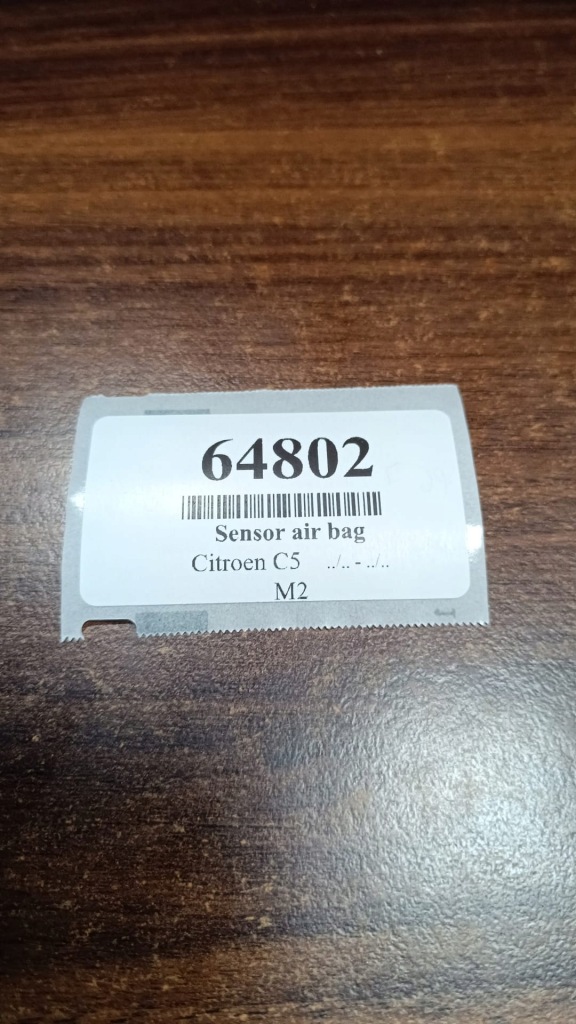 64802
Sensor air bag
Citroen C5 ../.. - ../..
M2